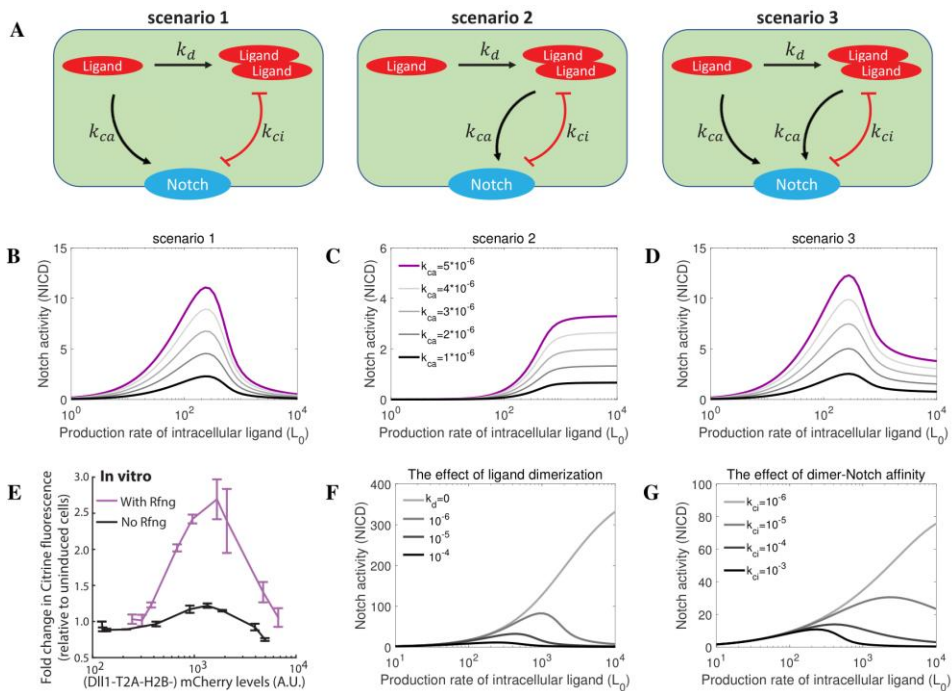 A
scenario 1
scenario 2
scenario 3
Ligand
k_d
Ligand
Ligand
k_ca
k_ci
Notch
Ligand
k_d
Ligand
Ligand
k_ca
k_ci
Notch
Ligand
k_d
Ligand
Ligand
k_ca
k_ca
k_ci
Notch
B
scenario 1
Notch activity (NICD)
15
10
5
0
10^0
10^2
10^4
Production rate of intracellular ligand (L_0)
C
scenario 2
Notch activity (NICD)
6
4
2
0
k_ca=5*10^-6
k_ca=4*10^-6
k_ca=3*10^-6
k_ca=2*10^-6
k_ca=1*10^-6
10^0
10^2
10^4
Production rate of intracellular ligand (L_0)
D
scenario 3
Notch activity (NICD)
15
10
5
0
10^0
10^2
10^4
Production rate of intracellular ligand (L_0)
E
In vitro
With Rfng
No Rfng
Fold change in Citrine fluorescence
(relative to uninduced cells)
3.0
2.5
2.0
1.5
1.0
0.5
10^2
10^3
10^4
(Dll1-T2A-H2B-) mCherry levels (A.U.)
F
The effect of ligand dimerization
Notch activity (NICD)
400
300
200
100
0
k_d=0
10^-6
10^-5
10^-4
10^1
10^2
10^3
10^4
Production rate of intracellular ligand (L_0)
G
The effect of dimer-Notch affinity
Notch activity (NICD)
100
80
60
40
20
0
k_ci=10^-6
k_ci=10^-5
k_ci=10^-4
k_ci=10^-3
10^1
10^2
10^3
10^4
Production rate of intracellular ligand (L_0)